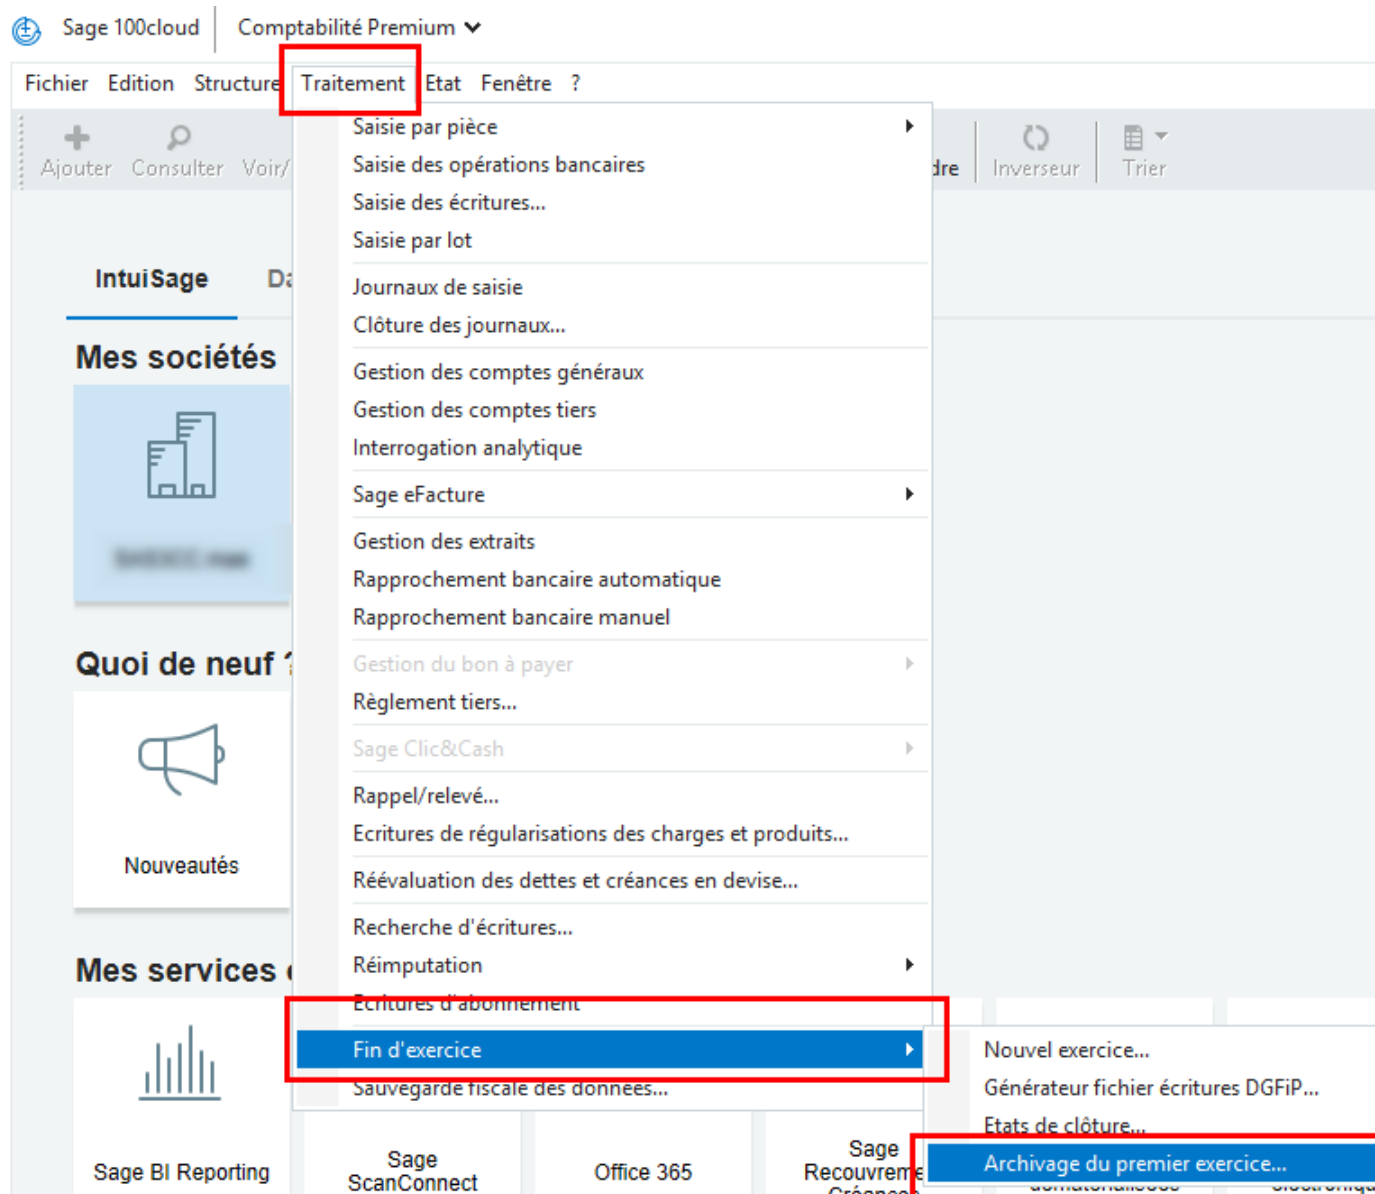 Sage 100cloud Comptabilité Premium
Fichier Edition Structure Traitement Etat Fenêtre ?
Ajouter Consulter Voir/ dre Inverseur Trier
IntuiSage Da
Mes sociétés
Quoi de neuf ?
Nouveautés
Mes services
Sage BI Reporting
Sage
ScanConnect
Office 365
Sage
Recouvreme
Créances
Saisie par pièce
Saisie des opérations bancaires
Saisie des écritures...
Saisie par lot
Journaux de saisie
Clôture des journaux...
Gestion des comptes généraux
Gestion des comptes tiers
Interrogation analytique
Sage eFacture
Gestion des extraits
Rapprochement bancaire automatique
Rapprochement bancaire manuel
Gestion du bon à payer
Règlement tiers...
Sage Clic&Cash
Rappel/relevé...
Ecritures de régularisations des charges et produits...
Réévaluation des dettes et créances en devise...
Recherche d'écritures...
Réimputation
Ecritures d'abonnement
Fin d'exercice
Sauvegarde fiscale des données...
Nouvel exercice...
Générateur fichier écritures DGFiP...
Etats de clôture...
Archivage du premier exercice...